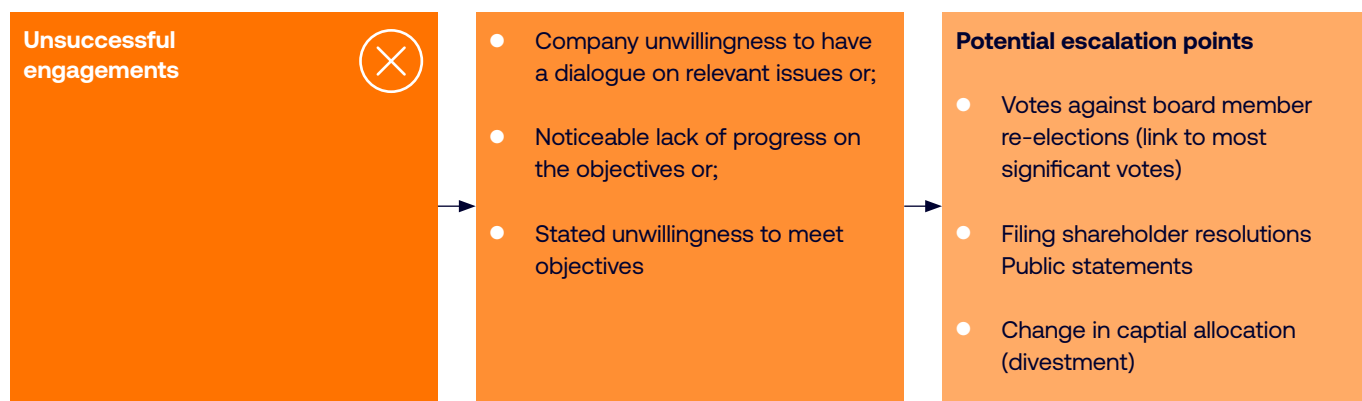 Unsuccessful
engagements
Company unwillingness to have
a dialogue on relevant issues or;
Noticeable lack of progress on
the objectives or;
Stated unwillingness to meet
objectives
Potential escalation points
Votes against board member
re-elections (link to most
significant votes)
Filing shareholder resolutions
Public statements
Change in captial allocation
(divestment)